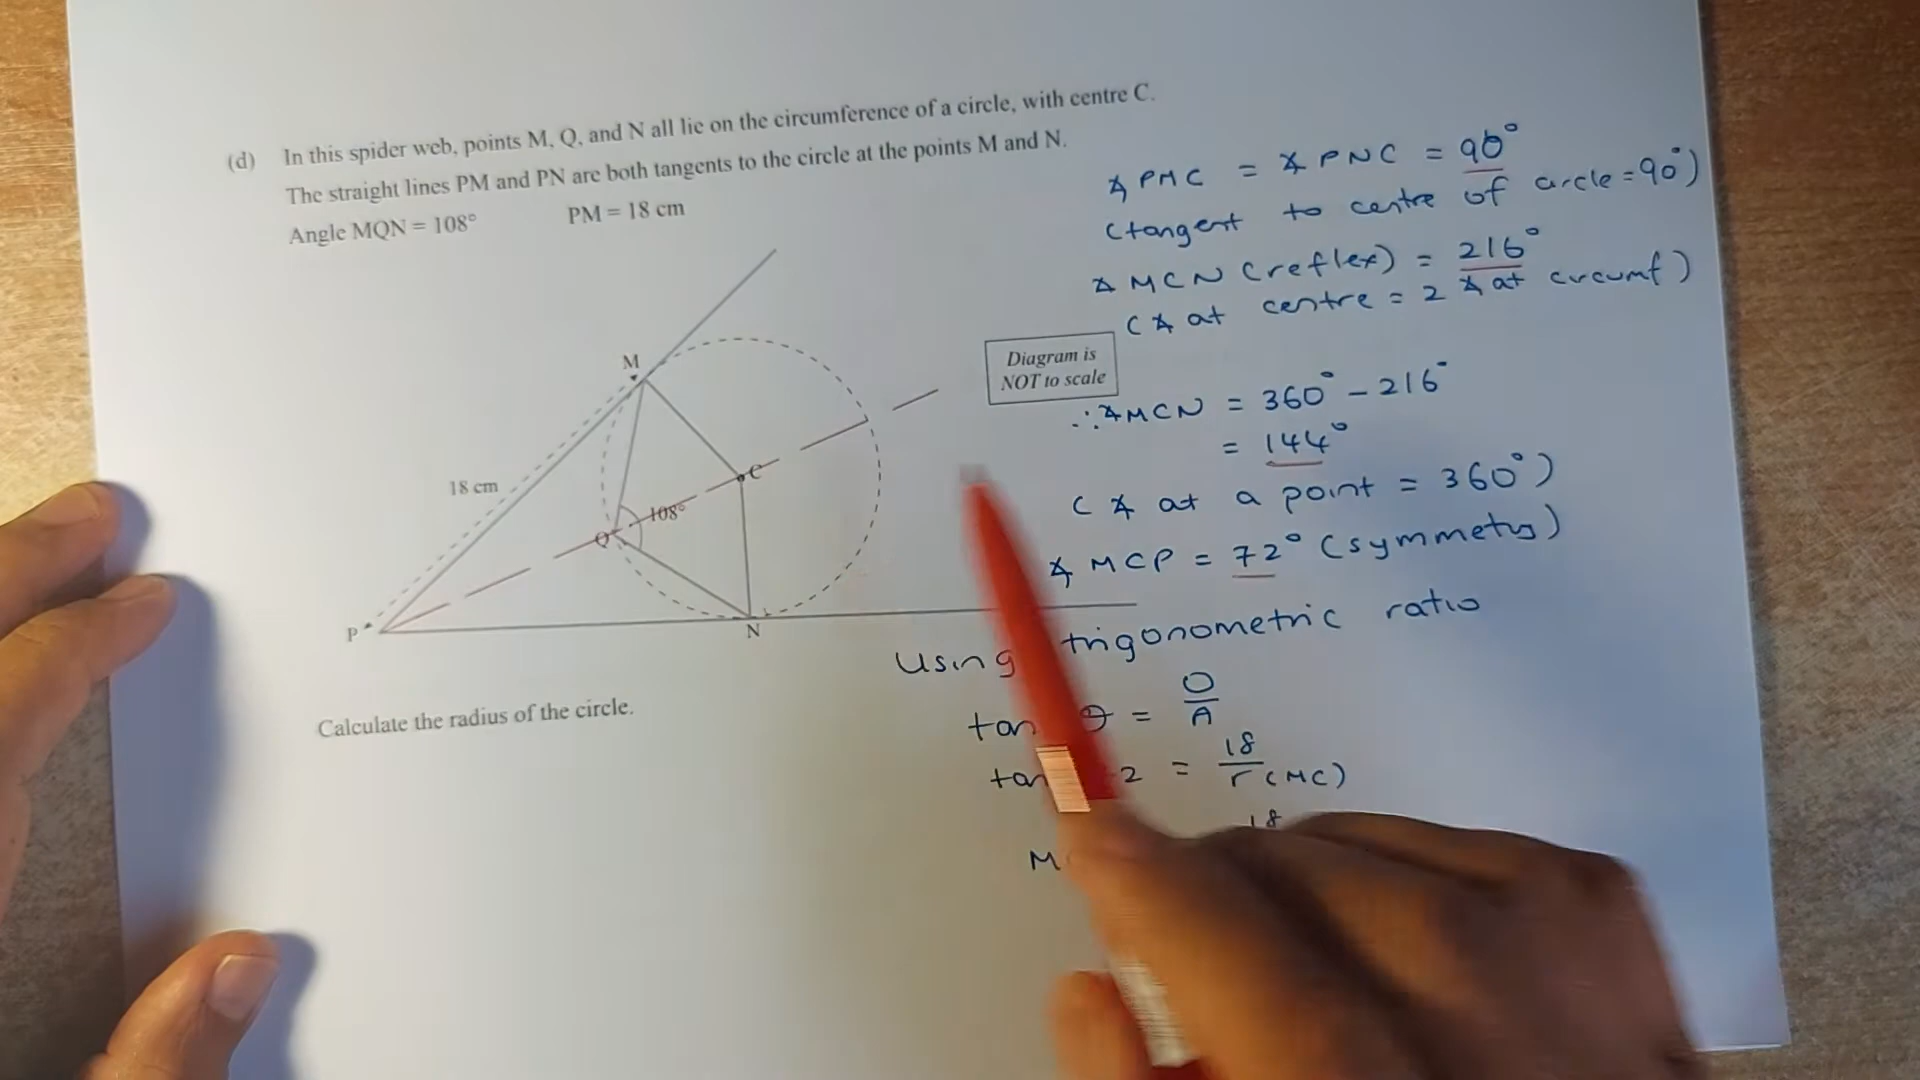 (d) In this spider web, points M, Q, and N all lie on the circumference of a circle, with centre C.
The straight lines PM and PN are both tangents to the circle at the points M and N.
Angle MQN = 108° PM = 18 cm
M
18 cm
C
108°
Q
P
N
Diagram is
NOT to scale
Calculate the radius of the circle.
∡ PMC = ∡ PNC = 90°
(tangent to centre of circle = 90°)
∡ MCN (reflex) = 216°
(∡ at centre = 2 ∡ at circumf)
∴ ∡MCN = 360° - 216°
= 144°
(∡ at a point = 360°)
∡ MCP = 72° (symmetry)
Using trigonometric ratio
tan θ = O/A
tan 2 = 18/r (MC)
18
M